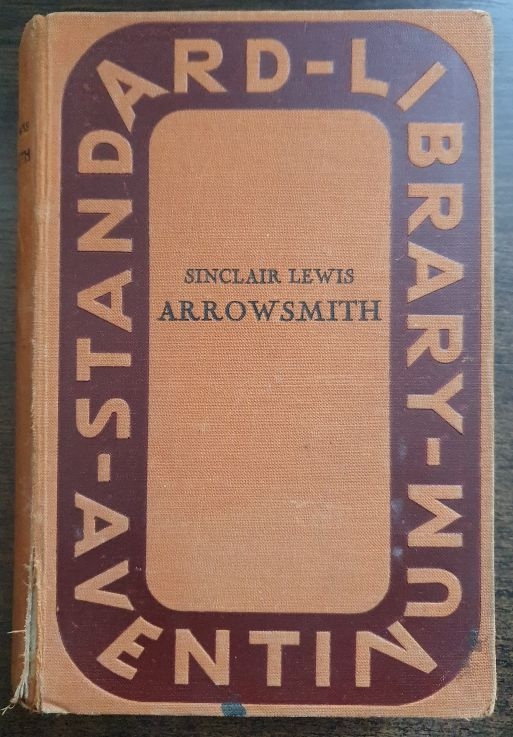 STANDARD-LIBRARY-
AVENTINUM-
SINCLAIR LEWIS
ARROWSMITH